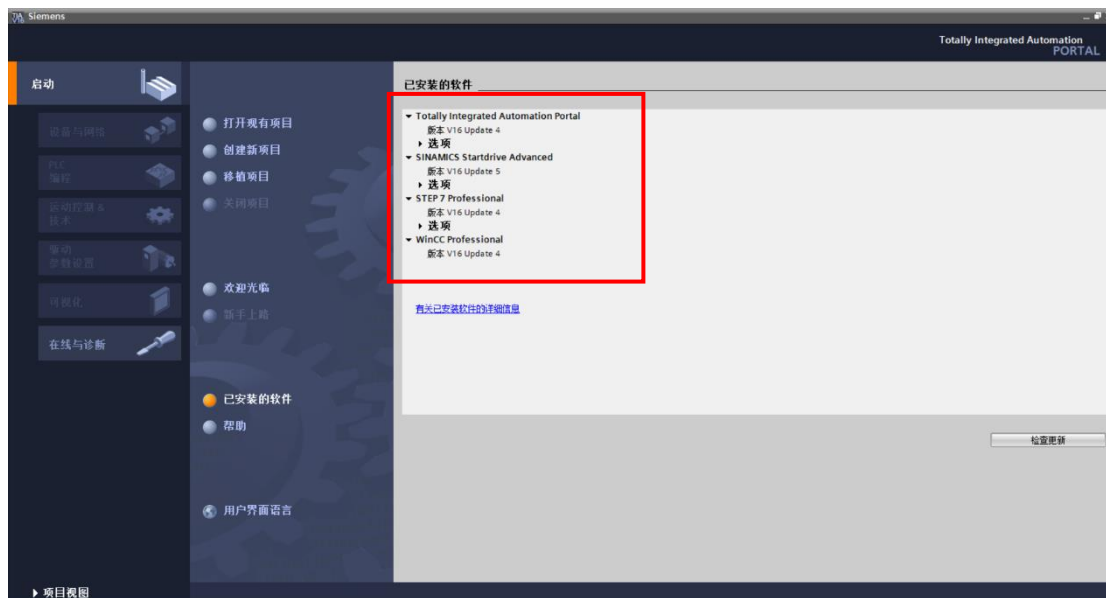 Siemens
Totally Integrated Automation
PORTAL
启动
设备与网络
PLC
编程
运动控制 &
技术
驱动
参数设置
可视化
在线与诊断
打开现有项目
创建新项目
移植项目
关闭项目
欢迎光临
新手上路
已安装的软件
帮助
用户界面语言
已安装的软件
Totally Integrated Automation Portal
版本 V16 Update 4
选项
SINAMICS Startdrive Advanced
版本 V16 Update 5
选项
STEP 7 Professional
版本 V16 Update 4
选项
WinCC Professional
版本 V16 Update 4
有关已安装软件的详细信息
检查更新
项目视图